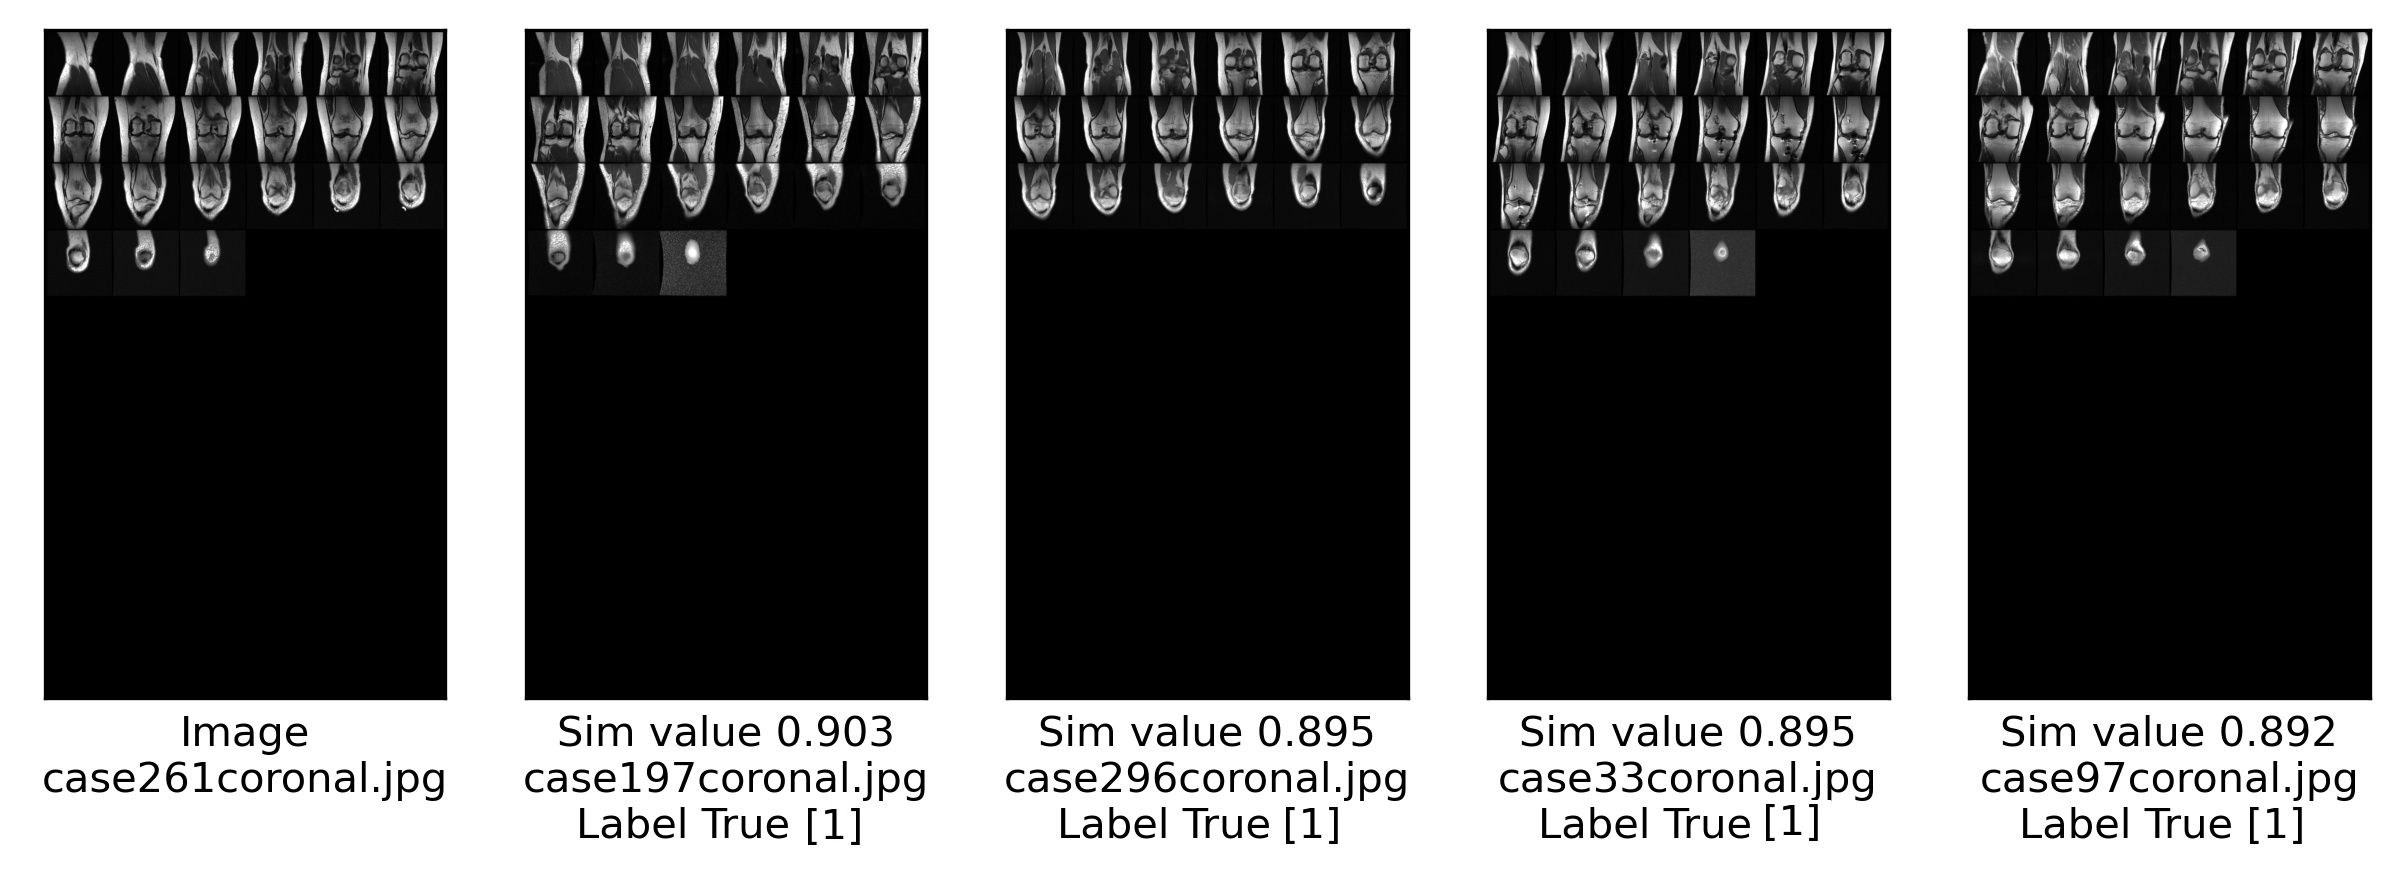 Image
case261coronal.jpg
Sim value 0.903
case197coronal.jpg
Label True [1]
Sim value 0.895
case296coronal.jpg
Label True [1]
Sim value 0.895
case33coronal.jpg
Label True [1]
Sim value 0.892
case97coronal.jpg
Label True [1]